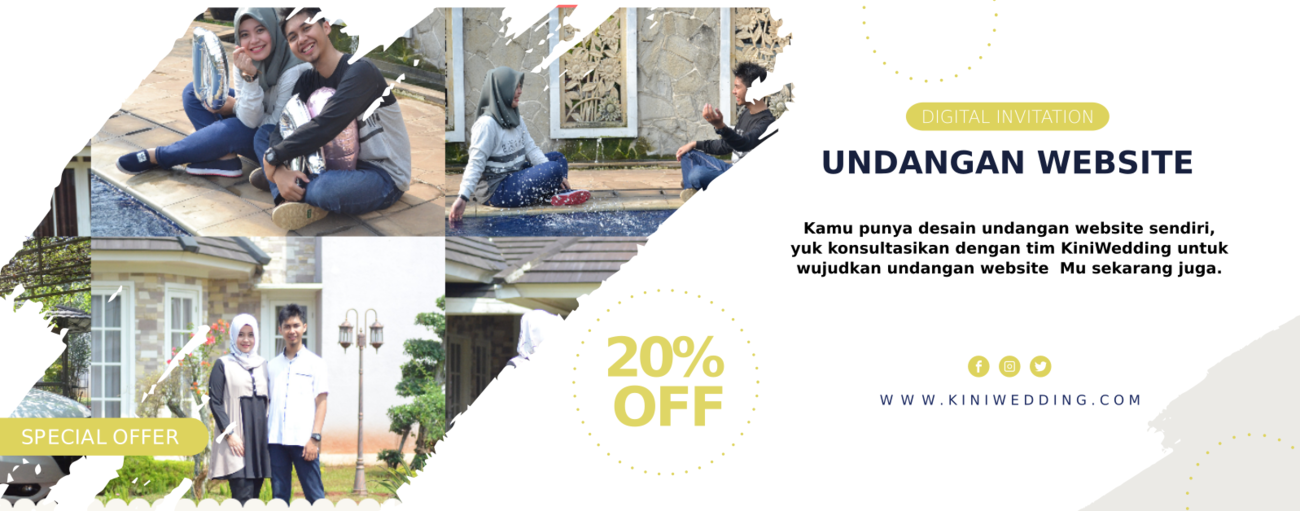 DIGITAL INVITATION
UNDANGAN WEBSITE
Kamu punya desain undangan website sendiri,
yuk konsultasikan dengan tim KiniWedding untuk
wujudkan undangan website  Mu sekarang juga.
20%
OFF
WWW.KINIWEDDING.COM
SPECIAL OFFER